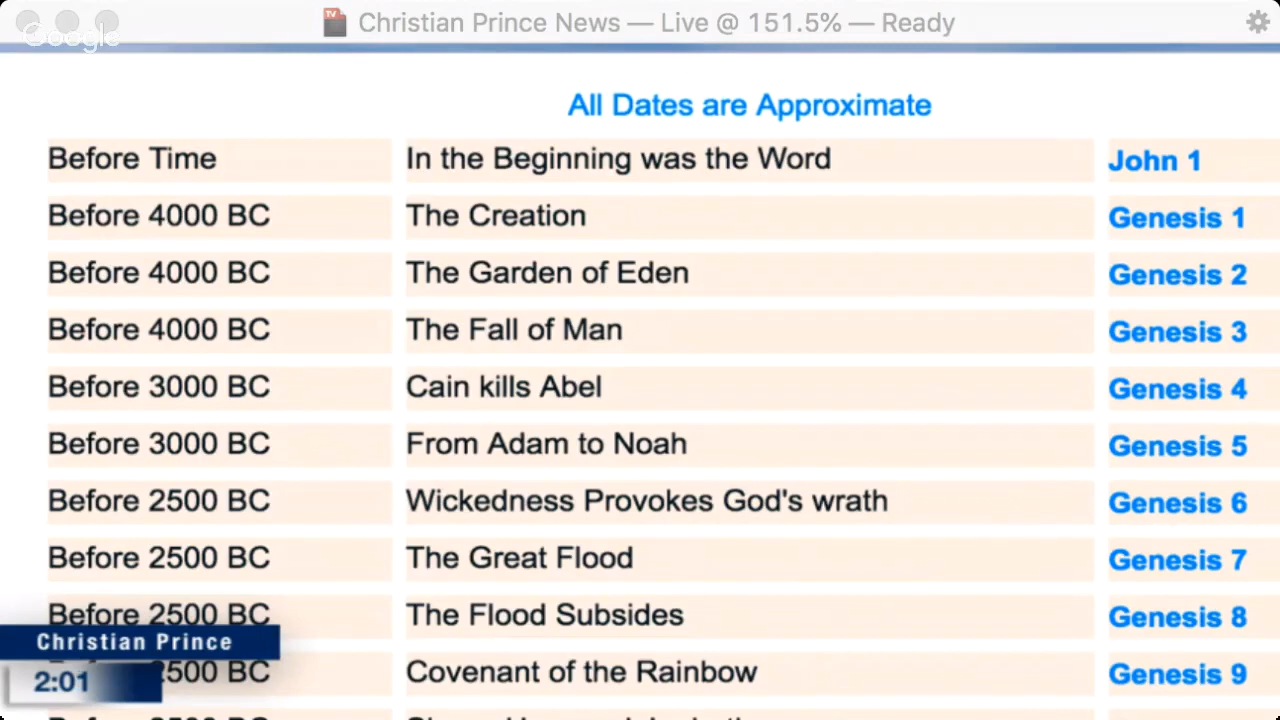 Google
TV
Christian Prince News — Live @ 151.5% — Ready
All Dates are Approximate
Before Time In the Beginning was the Word John 1
Before 4000 BC The Creation Genesis 1
Before 4000 BC The Garden of Eden Genesis 2
Before 4000 BC The Fall of Man Genesis 3
Before 3000 BC Cain kills Abel Genesis 4
Before 3000 BC From Adam to Noah Genesis 5
Before 2500 BC Wickedness Provokes God's wrath Genesis 6
Before 2500 BC The Great Flood Genesis 7
Before 2500 BC The Flood Subsides Genesis 8
Christian Prince
2500 BC Covenant of the Rainbow Genesis 9
2:01